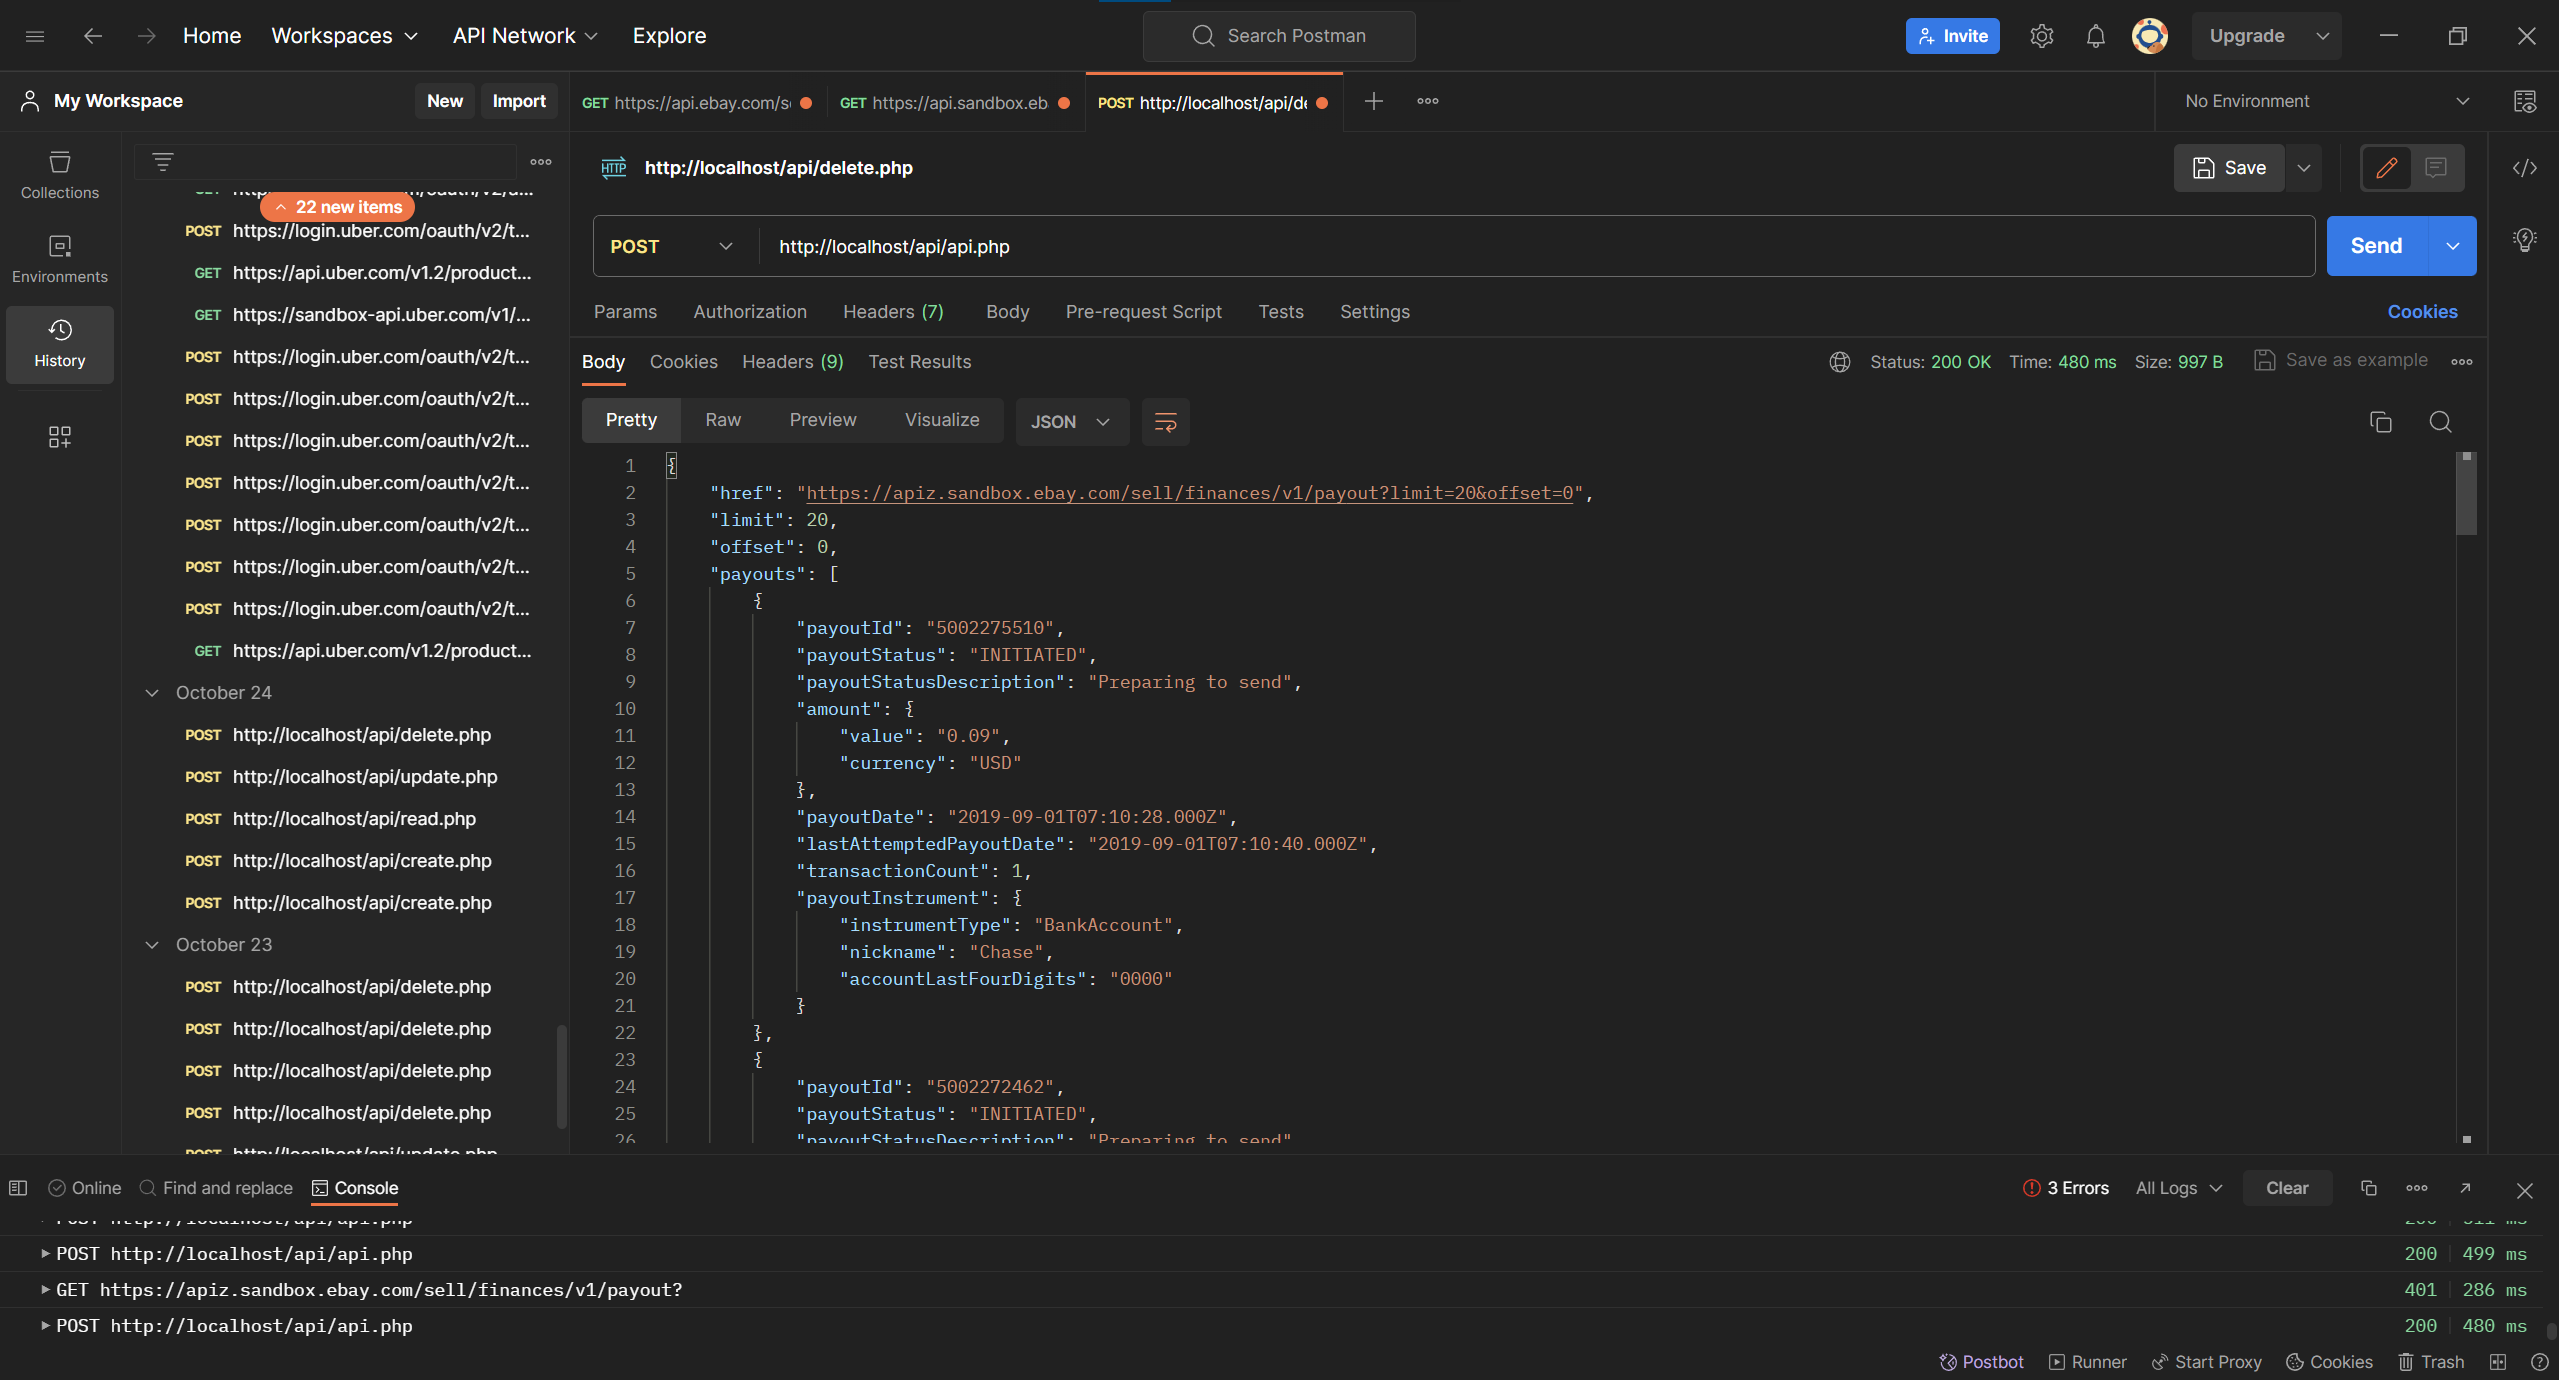 Home Workspaces API Network Explore Search Postman Invite Upgrade
My Workspace New Import
GET https://api.ebay.com/s
GET https://api.sandbox.eb
POST http://localhost/api/de
No Environment
Collections
Environments
History
22 new items
POST https://login.uber.com/oauth/v2/t...
GET https://api.uber.com/v1.2/product...
GET https://sandbox-api.uber.com/v1/...
POST https://login.uber.com/oauth/v2/t...
POST https://login.uber.com/oauth/v2/t...
POST https://login.uber.com/oauth/v2/t...
POST https://login.uber.com/oauth/v2/t...
POST https://login.uber.com/oauth/v2/t...
POST https://login.uber.com/oauth/v2/t...
POST https://login.uber.com/oauth/v2/t...
GET https://api.uber.com/v1.2/product...
October 24
POST http://localhost/api/delete.php
POST http://localhost/api/update.php
POST http://localhost/api/read.php
POST http://localhost/api/create.php
POST http://localhost/api/create.php
October 23
POST http://localhost/api/delete.php
POST http://localhost/api/delete.php
POST http://localhost/api/delete.php
POST http://localhost/api/delete.php
POST http://localhost/api/update.php
HTTP http://localhost/api/delete.php Save
POST http://localhost/api/api.php Send
Params Authorization Headers (7) Body Pre-request Script Tests Settings Cookies
Body Cookies Headers (9) Test Results Status: 200 OK Time: 480 ms Size: 997 B Save as example
Pretty Raw Preview Visualize JSON
1 {
2 "href": "https://apiz.sandbox.ebay.com/sell/finances/v1/payout?limit=20&offset=0",
3 "limit": 20,
4 "offset": 0,
5 "payouts": [
6 {
7 "payoutId": "5002275510",
8 "payoutStatus": "INITIATED",
9 "payoutStatusDescription": "Preparing to send",
10 "amount": {
11 "value": "0.09",
12 "currency": "USD"
13 },
14 "payoutDate": "2019-09-01T07:10:28.000Z",
15 "lastAttemptedPayoutDate": "2019-09-01T07:10:40.000Z",
16 "transactionCount": 1,
17 "payoutInstrument": {
18 "instrumentType": "BankAccount",
19 "nickname": "Chase",
20 "accountLastFourDigits": "0000"
21 }
22 },
23 {
24 "payoutId": "5002272462",
25 "payoutStatus": "INITIATED",
26 "payoutStatusDescription": "Preparing to send"
Online Find and replace Console 3 Errors All Logs Clear
POST http://localhost/api/api.php
POST http://localhost/api/api.php 200 499 ms
GET https://apiz.sandbox.ebay.com/sell/finances/v1/payout? 401 286 ms
POST http://localhost/api/api.php 200 480 ms
Postbot Runner Start Proxy Cookies Trash